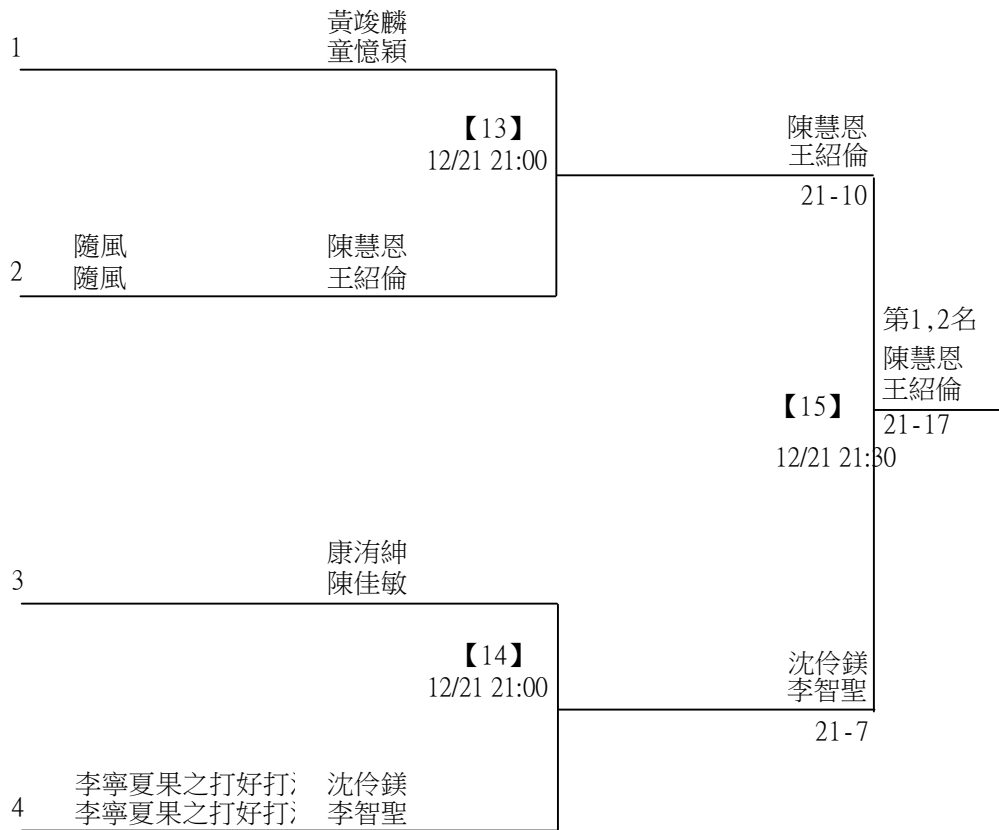 黃竣麟
1 童憶穎
【13】
12/21 21:00
陳慧恩
王紹倫
21-10
隨風 陳慧恩
2 隨風 王紹倫
第1,2名
陳慧恩
王紹倫
【15】
21-17
12/21 21:30
康洧紳
3 陳佳敏
【14】
12/21 21:00
沈伶鎂
李智聖
21-7
李寧夏果之打好打 沈伶鎂
4 李寧夏果之打好打 李智聖